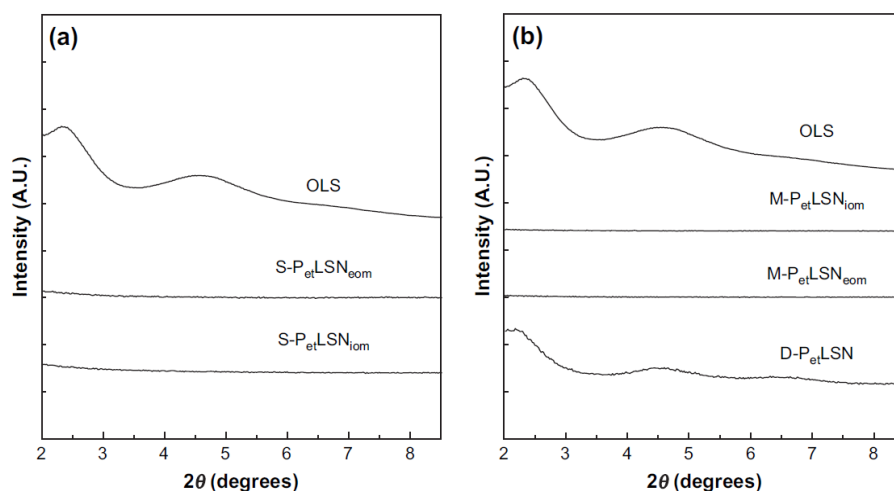 (a)
OLS
S-PetLSNeom
S-PetLSNiom
Intensity (A.U.)
2 3 4 5 6 7 8
2θ (degrees)
(b)
OLS
M-PetLSNiom
M-PetLSNeom
D-PetLSN
Intensity (A.U.)
2 3 4 5 6 7 8
2θ (degrees)